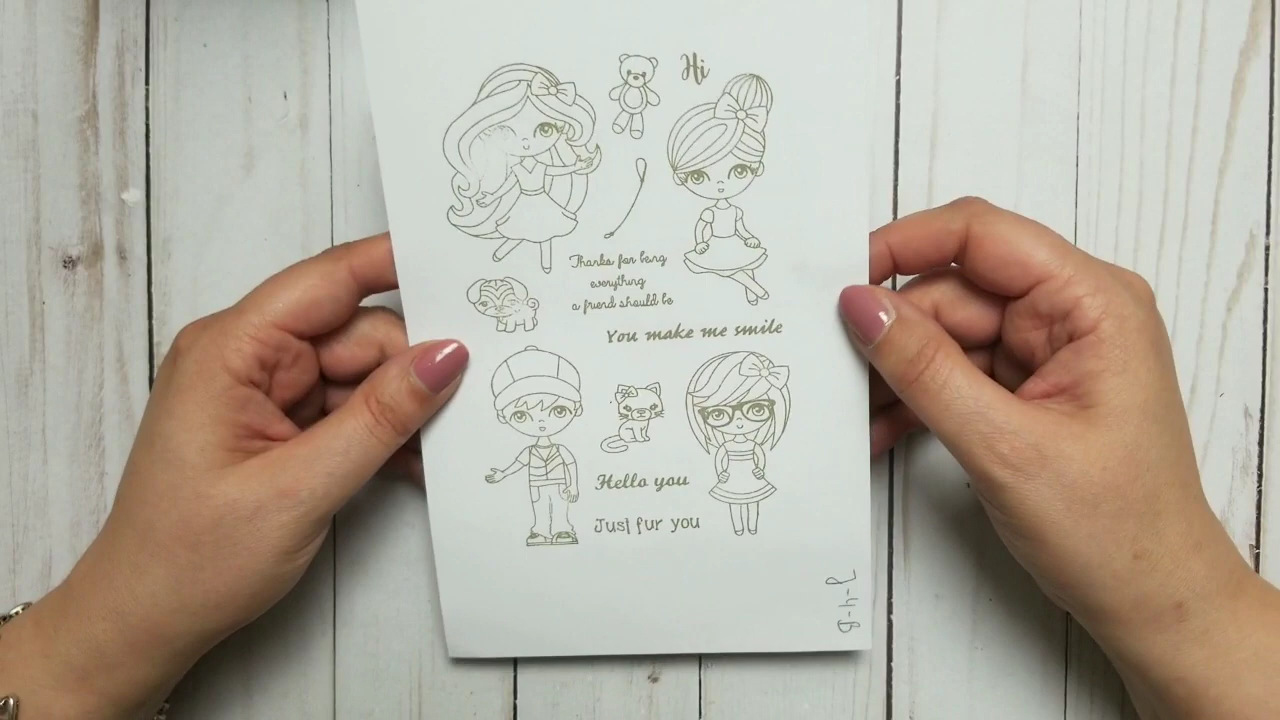 Hi
Thanks for being
everything
a friend should be
You make me smile
Hello you
Just fur you